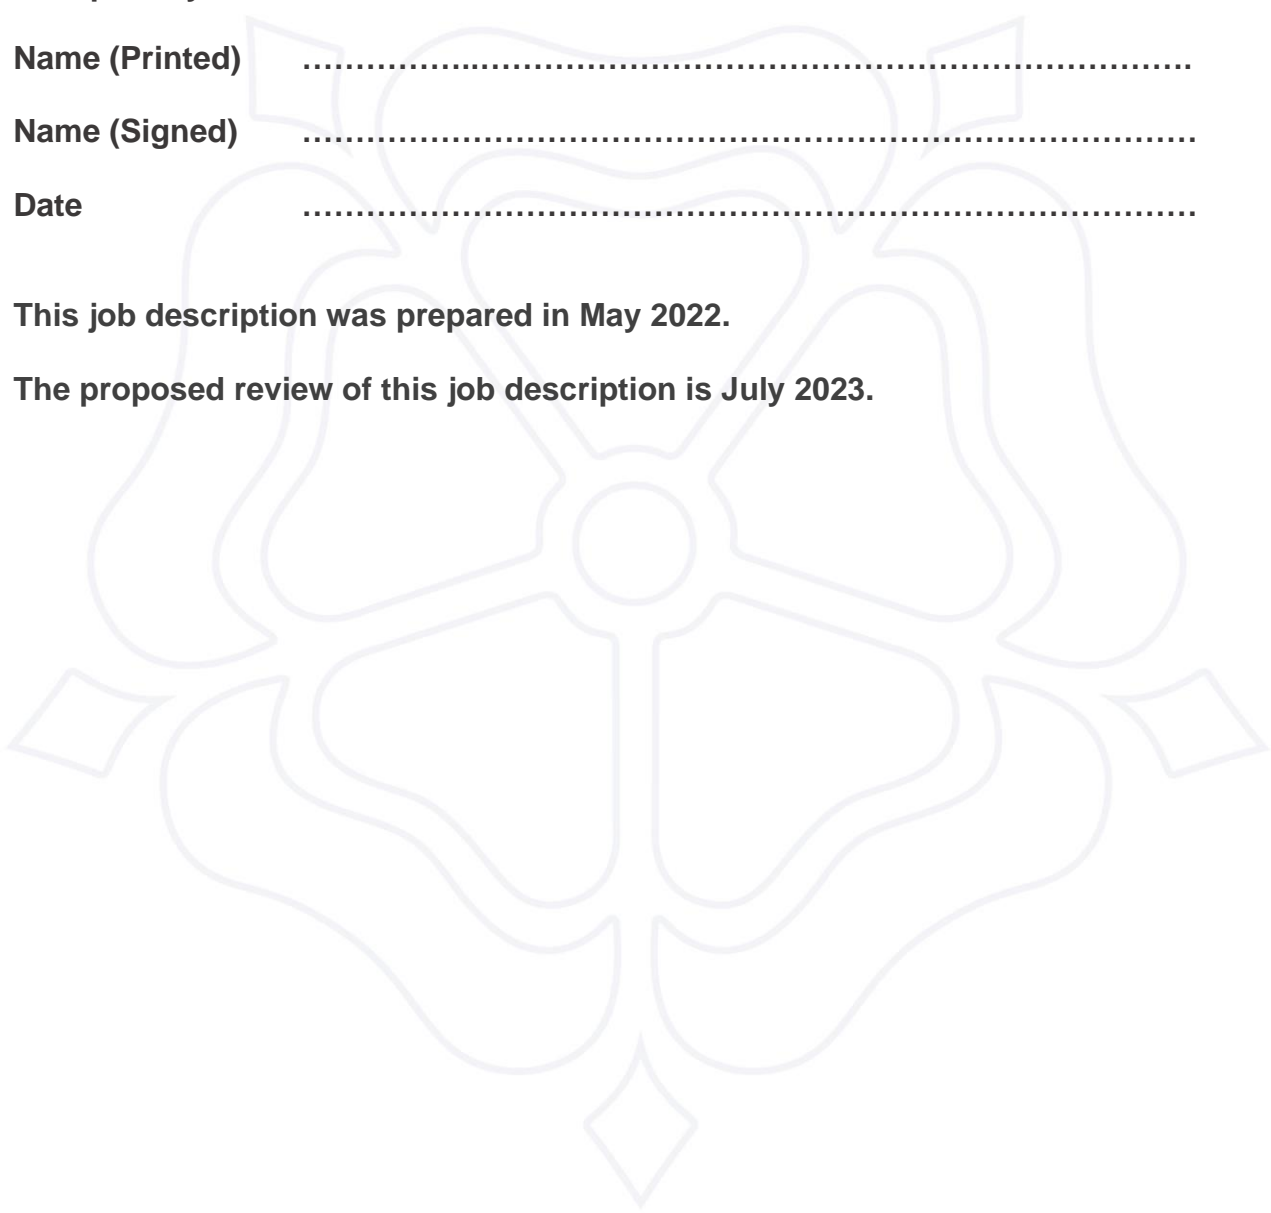 Name (Printed) ……………..…………………………………………………………….
Name (Signed) …………………………………………………………………………
Date …………………………………………………………………………
This job description was prepared in May 2022.
The proposed review of this job description is July 2023.